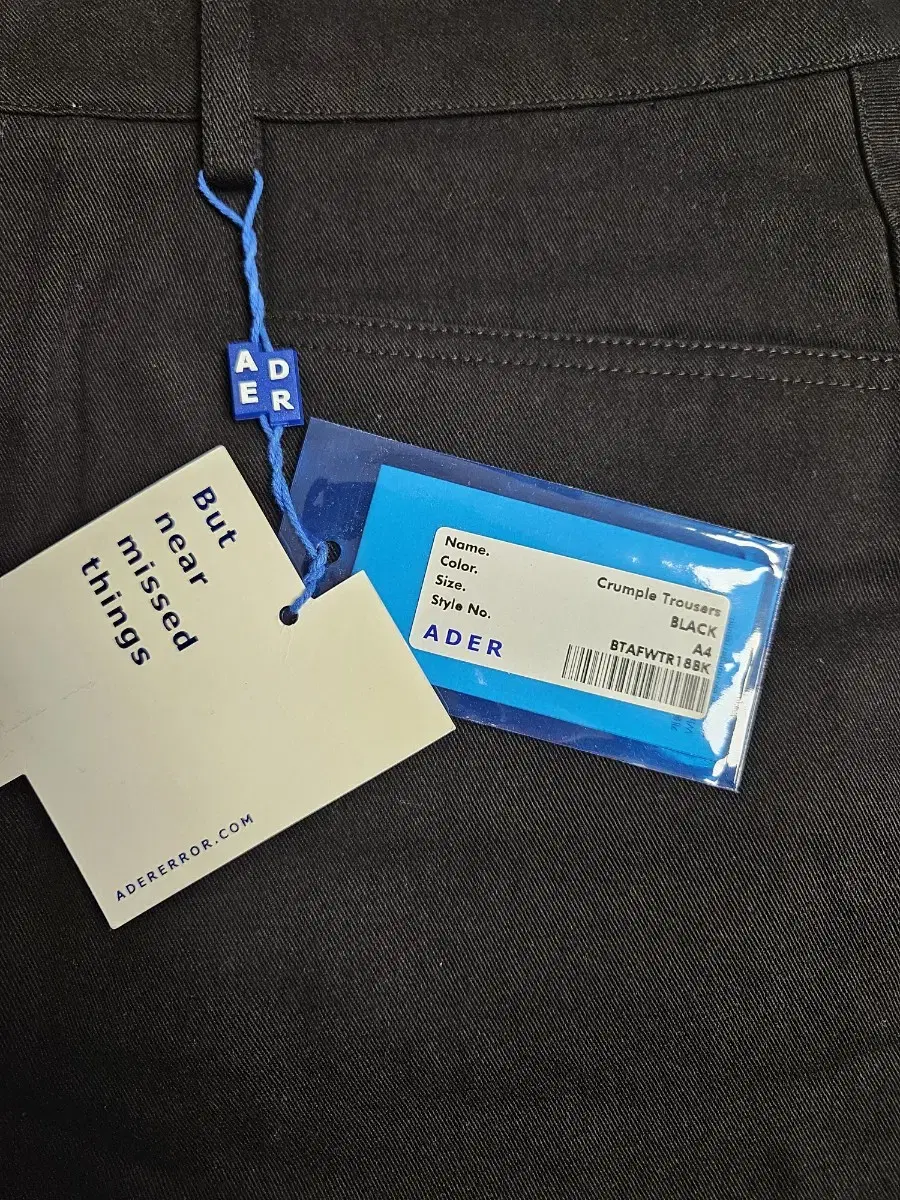 A D
E R
But
near
missed
things
ADERERROR.COM
Name. Crumple Trousers
Color. BLACK
Size. A4
Style No. BTAFWTR18BK
ADER